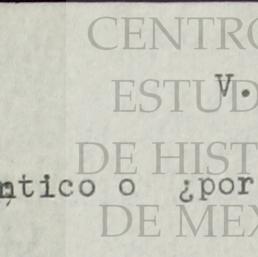 CENTRO
ESTUD
V.
DE HIST
ntico o ¿por
DE MEX